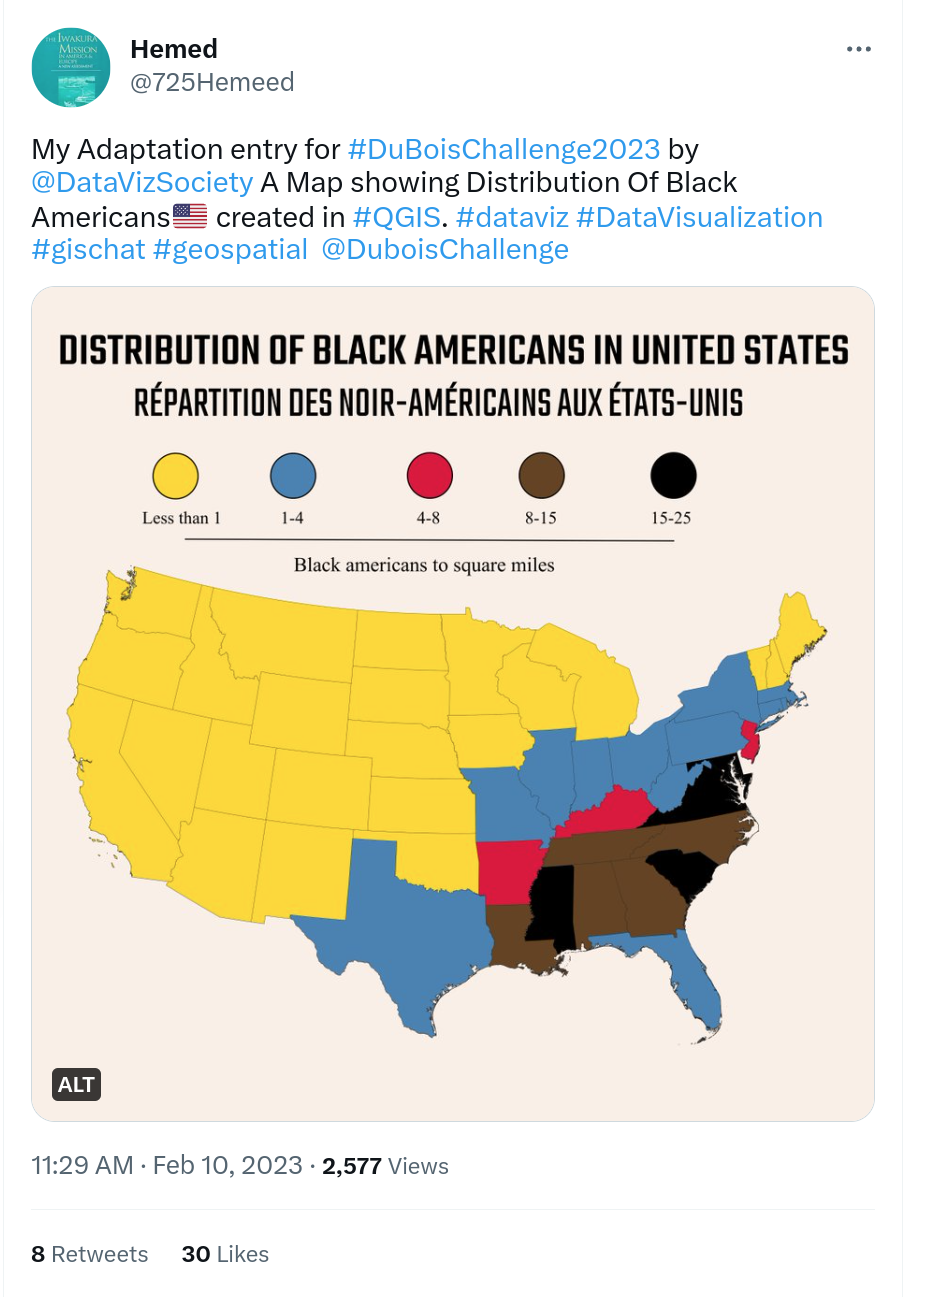 THE IWAKURA
MISSION
IN AMERICA &
EUROPE
A NEW ASSESSMENT
Hemed
@725Hemeed
My Adaptation entry for #DuBoisChallenge2023 by
@DataVizSociety A Map showing Distribution Of Black
Americans🇺🇸 created in #QGIS. #dataviz #DataVisualization
#gischat #geospatial @DuboisChallenge
DISTRIBUTION OF BLACK AMERICANS IN UNITED STATES
RÉPARTITION DES NOIR-AMÉRICAINS AUX ÉTATS-UNIS
Less than 1 1-4 4-8 8-15 15-25
Black americans to square miles
ALT
11:29 AM · Feb 10, 2023 · 2,577 Views
8 Retweets 30 Likes